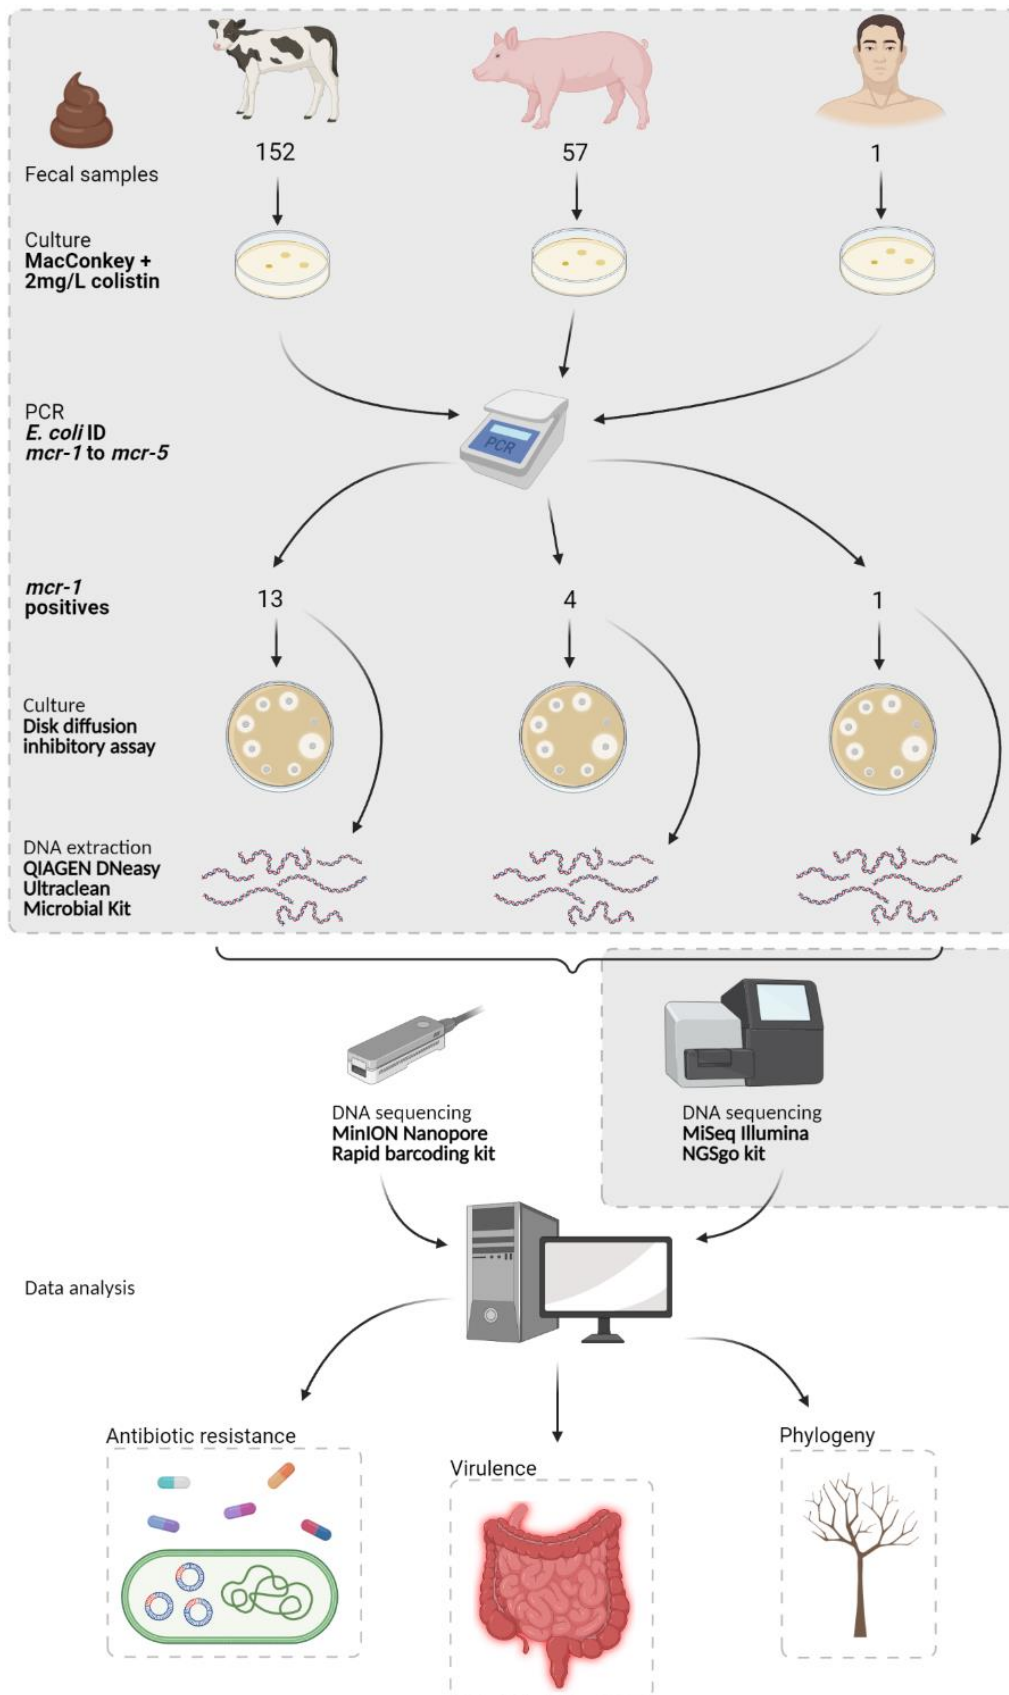 Fecal samples
152
57
1
Culture
MacConkey +
2mg/L colistin
PCR
E. coli ID
mcr-1 to mcr-5
PCR
mcr-1
positives
13
4
1
Culture
Disk diffusion
inhibitory assay
DNA extraction
QIAGEN DNeasy
Ultraclean
Microbial Kit
DNA sequencing
MinION Nanopore
Rapid barcoding kit
DNA sequencing
MiSeq Illumina
NGSgo kit
Data analysis
Antibiotic resistance
Virulence
Phylogeny